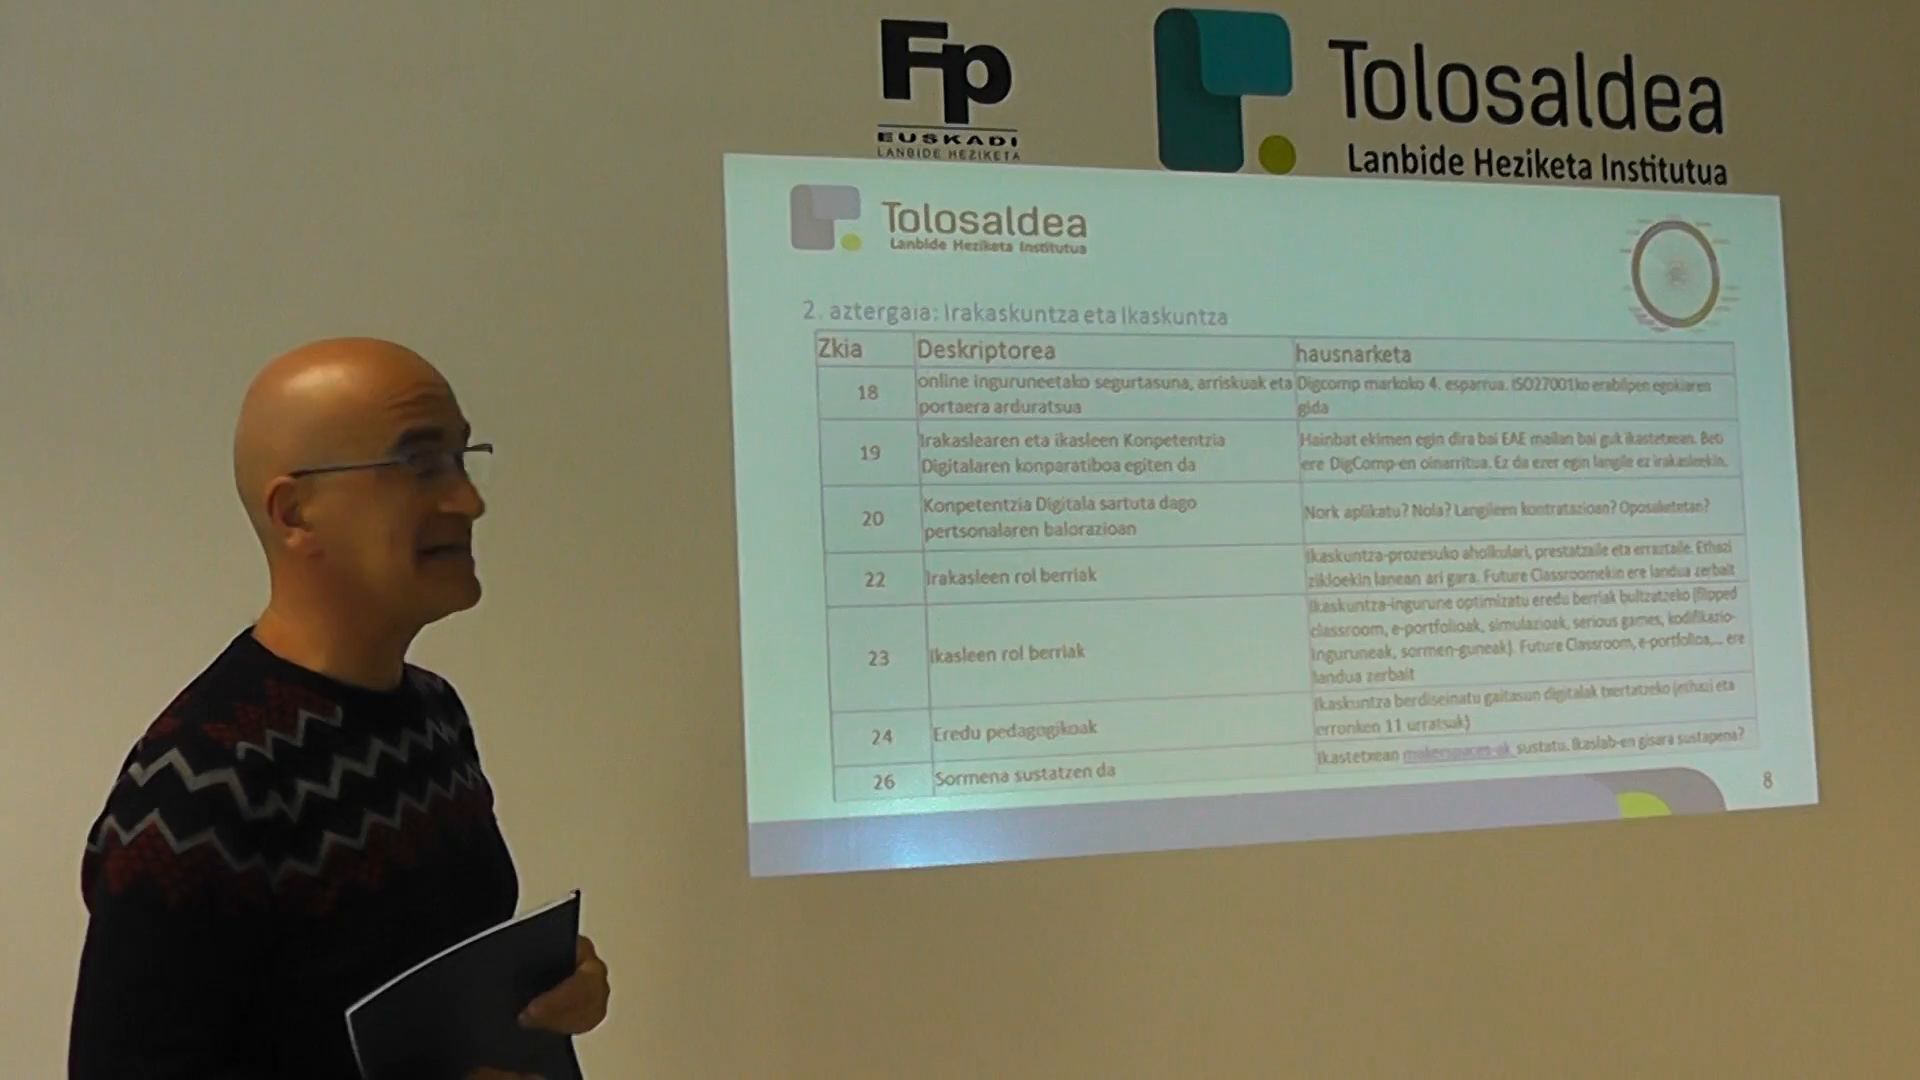 Fp
EUSKADI
LANBIDE HEZIKETA
Tolosaldea
Lanbide Heziketa Institutua
Tolosaldea
Lanbide Heziketa Institutua
2. aztergaia: Irakaskuntza eta Ikaskuntza
Zkia Deskriptorea hausnarketa
18 online inguruneetako segurtasuna, arriskuak eta portaera arduratsua
Digcomp markoko 4. esparrua. ISO27001ko erabilpen egokiaren gida
19 Irakaslearen eta ikasleen Konpetentzia Digitalaren konparatiboa egiten da
Hainbat ekimen egin dira bai EAE mailan bai guk ikastetxean. Beti ere DigComp-en oinarritua. Ez da ezer egin langile ez irakasleekin.
20 Konpetentzia Digitala sartuta dago pertsonalaren balorazioan
Nork aplikatu? Nola? Langileen kontratazioan? Oposaketetan?
22 Irakasleen rol berriak
Ikaskuntza-prozesuko aholkulari, prestatzaile eta erraztaile. Ethazi zikloekin lanean ari gara. Future Classroomekin ere landua zerbait
23 Ikasleen rol berriak
Ikaskuntza-ingurune optimizatu eredu berriak bultzatzeko (flipped classroom, e-portfolioak, simulazioak, serious games, kodifikazio-inguruneak, sormen-guneak). Future Classroom, e-portfolioa,... ere landua zerbait
24 Eredu pedagogikoak
Ikaskuntza berdiseinatu gaitasun digitalak txertatzeko (ethazi eta erronken 11 urratsak)
26 Sormena sustatzen da
Ikastetxean makerspaces-ak sustatu. Ikaslab-en gisara sustapena?
8